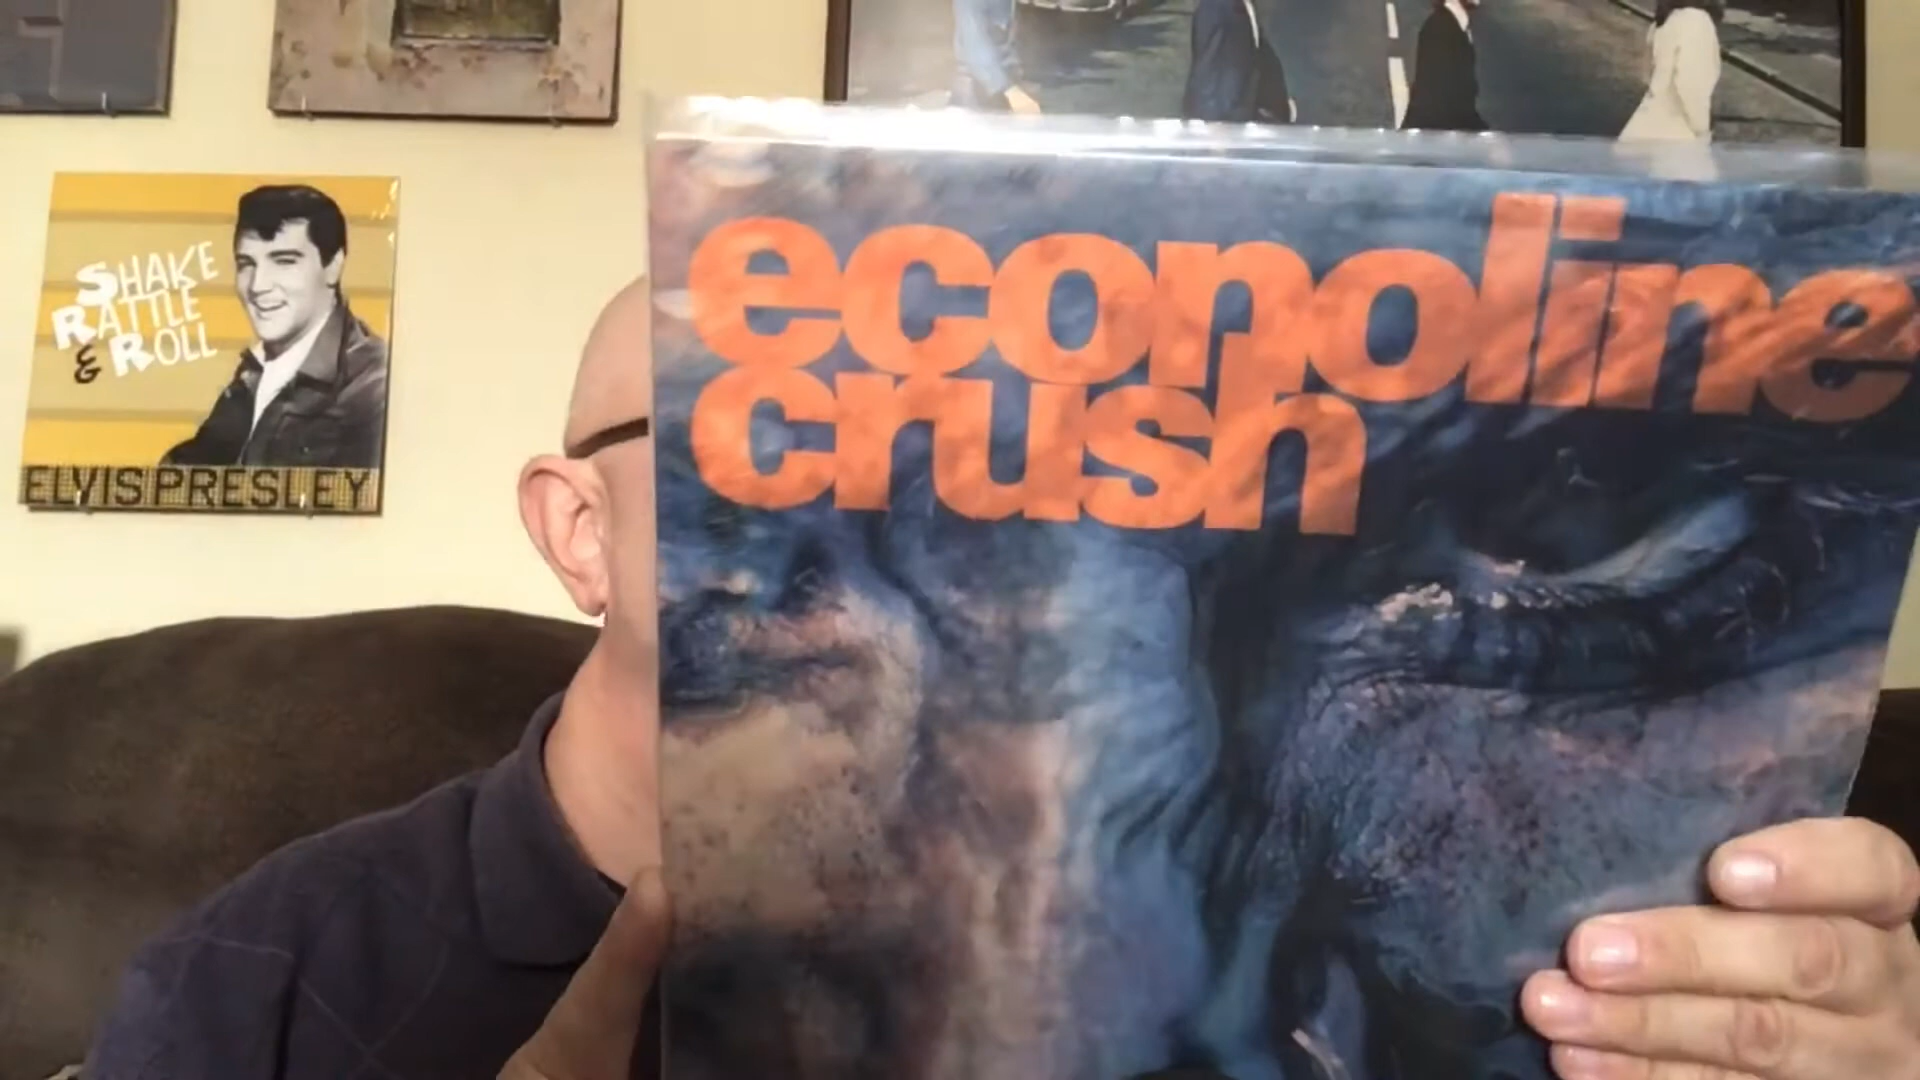 SHAKE
RATTLE
& ROLL
ELVIS PRESLEY
econoline
crush